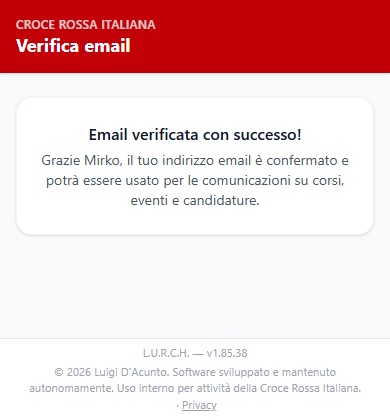 CROCE ROSSA ITALIANA
Verifica email
Email verificata con successo!
Grazie Mirko, il tuo indirizzo email è confermato e
potrà essere usato per le comunicazioni su corsi,
eventi e candidature.
L.U.R.C.H. — v1.85.38
© 2026 Luigi D'Acunto. Software sviluppato e mantenuto
autonomamente. Uso interno per attività della Croce Rossa Italiana.
· Privacy